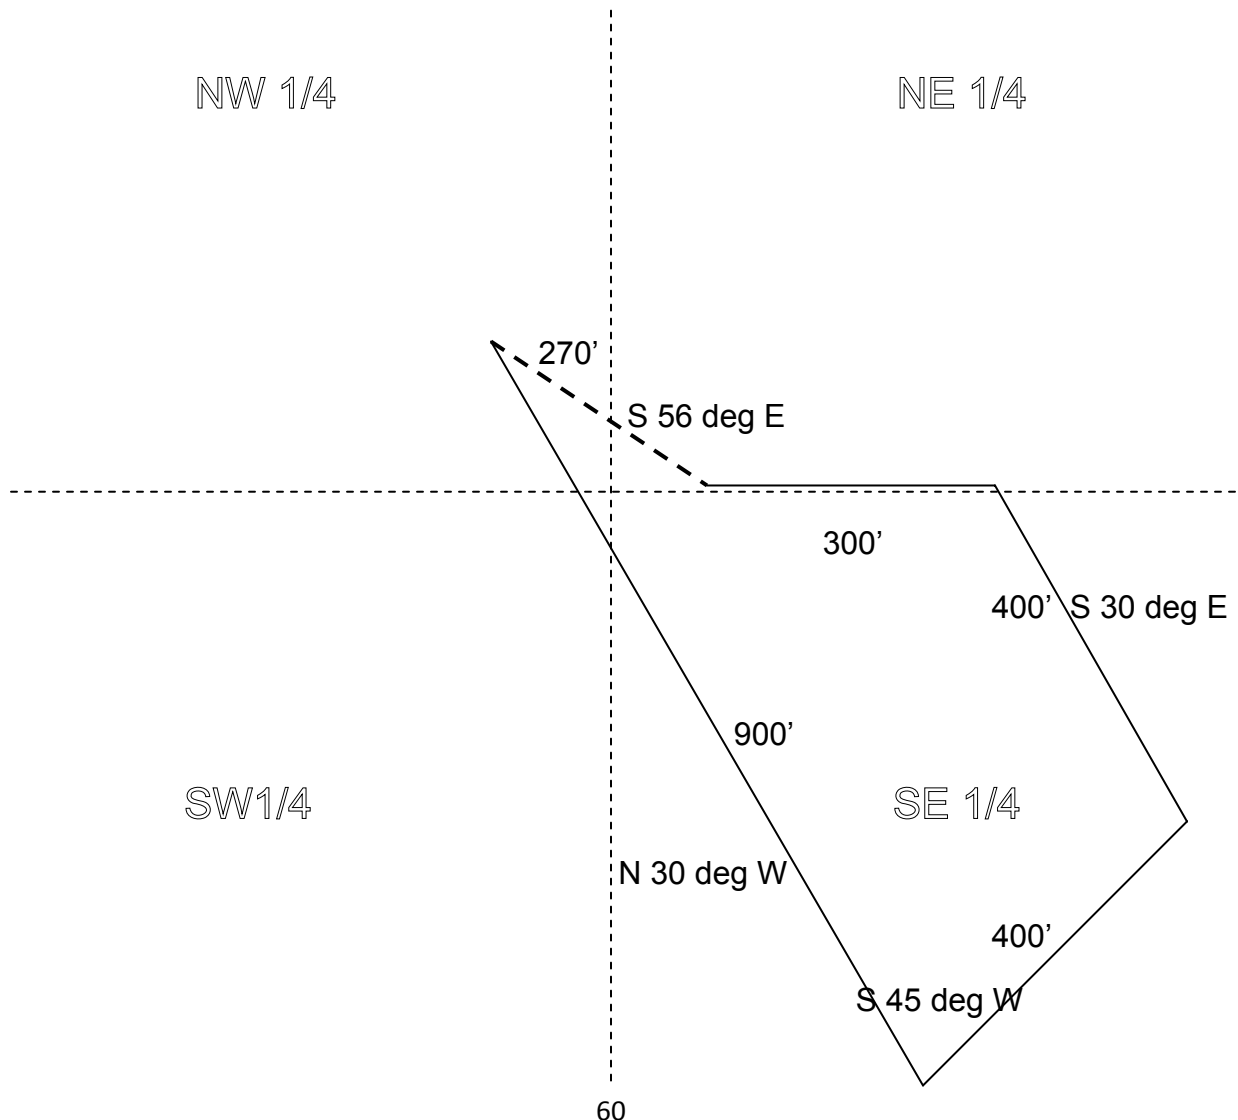 NW 1/4
NE 1/4
270’
S 56 deg E
300’
400’ S 30 deg E
900’
SW1/4
SE 1/4
N 30 deg W
400’
S 45 deg W
60